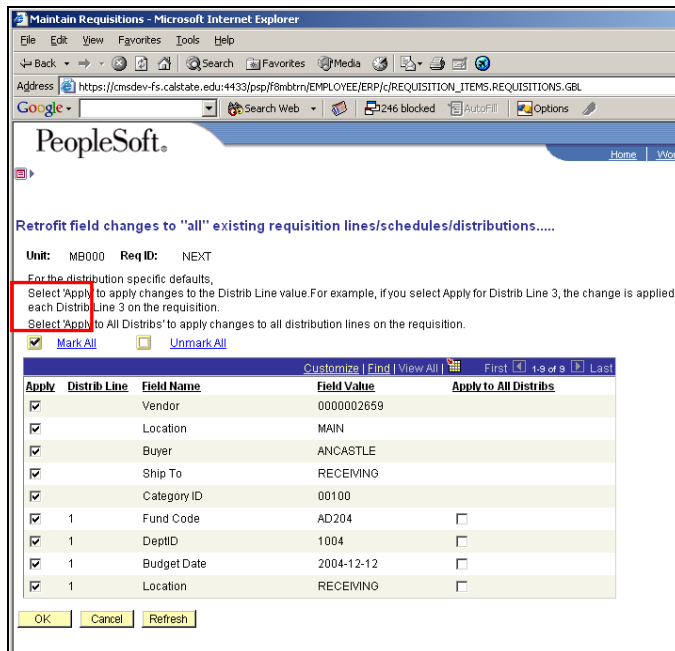 Maintain Requisitions - Microsoft Internet Explorer
File Edit View Favorites Tools Help
Back Search Favorites Media
Address https://cmsdev-fs.calstate.edu:4433/psp/f8mbtrn/EMPLOYEE/ERP/c/REQUISITION_ITEMS.REQUISITIONS.GBL
Google Search Web 246 blocked AutoFill Options
PeopleSoft.
Home Wo
Retrofit field changes to "all" existing requisition lines/schedules/distributions.....
Unit: MB000 Req ID: NEXT
For the distribution specific defaults,
Select 'Apply' to apply changes to the Distrib Line value.For example, if you select Apply for Distrib Line 3, the change is applied
each Distrib Line 3 on the requisition.
Select 'Apply to All Distribs' to apply changes to all distribution lines on the requisition.
Mark All Unmark All
Customize | Find | View All | First 1-9 of 9 Last
Apply Distrib Line Field Name Field Value Apply to All Distribs
Vendor 0000002659
Location MAIN
Buyer ANCASTLE
Ship To RECEIVING
Category ID 00100
1 Fund Code AD204
1 DeptID 1004
1 Budget Date 2004-12-12
1 Location RECEIVING
OK Cancel Refresh